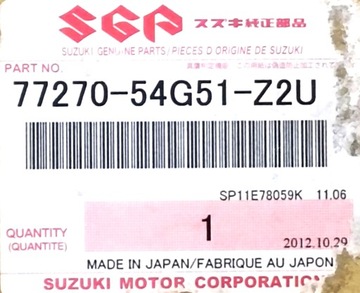 SGP スズキ純正部品
SUZUKI GENUINE PARTS/PIECES D ORIGINE DE SUZUKI
PART NO.
77270-54G51-Z2U
SP11E78059K 11.06
QUANTITY
(QUANTITE)
1
2012.10.29
MADE IN JAPAN/FABRIQUE AU JAPON
SUZUKI MOTOR CORPORATION